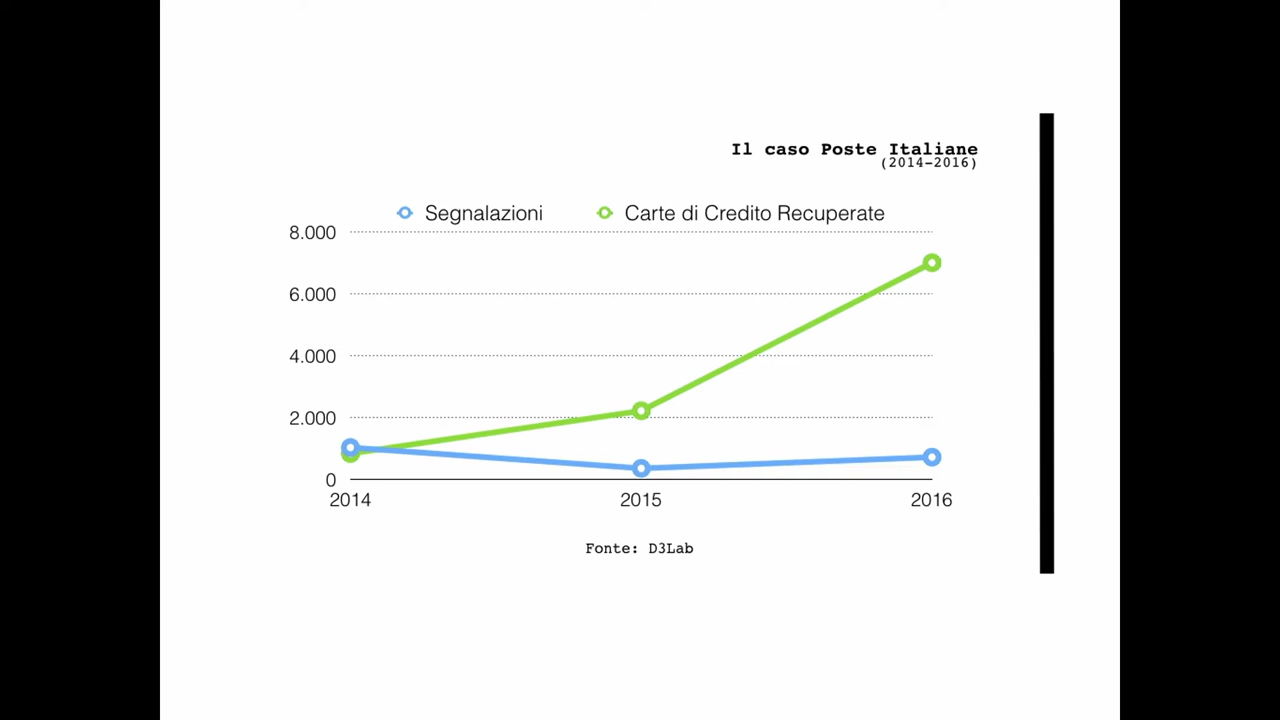 Il caso Poste Italiane
(2014-2016)
Segnalazioni Carte di Credito Recuperate
8.000
6.000
4.000
2.000
0
2014 2015 2016
Fonte: D3Lab